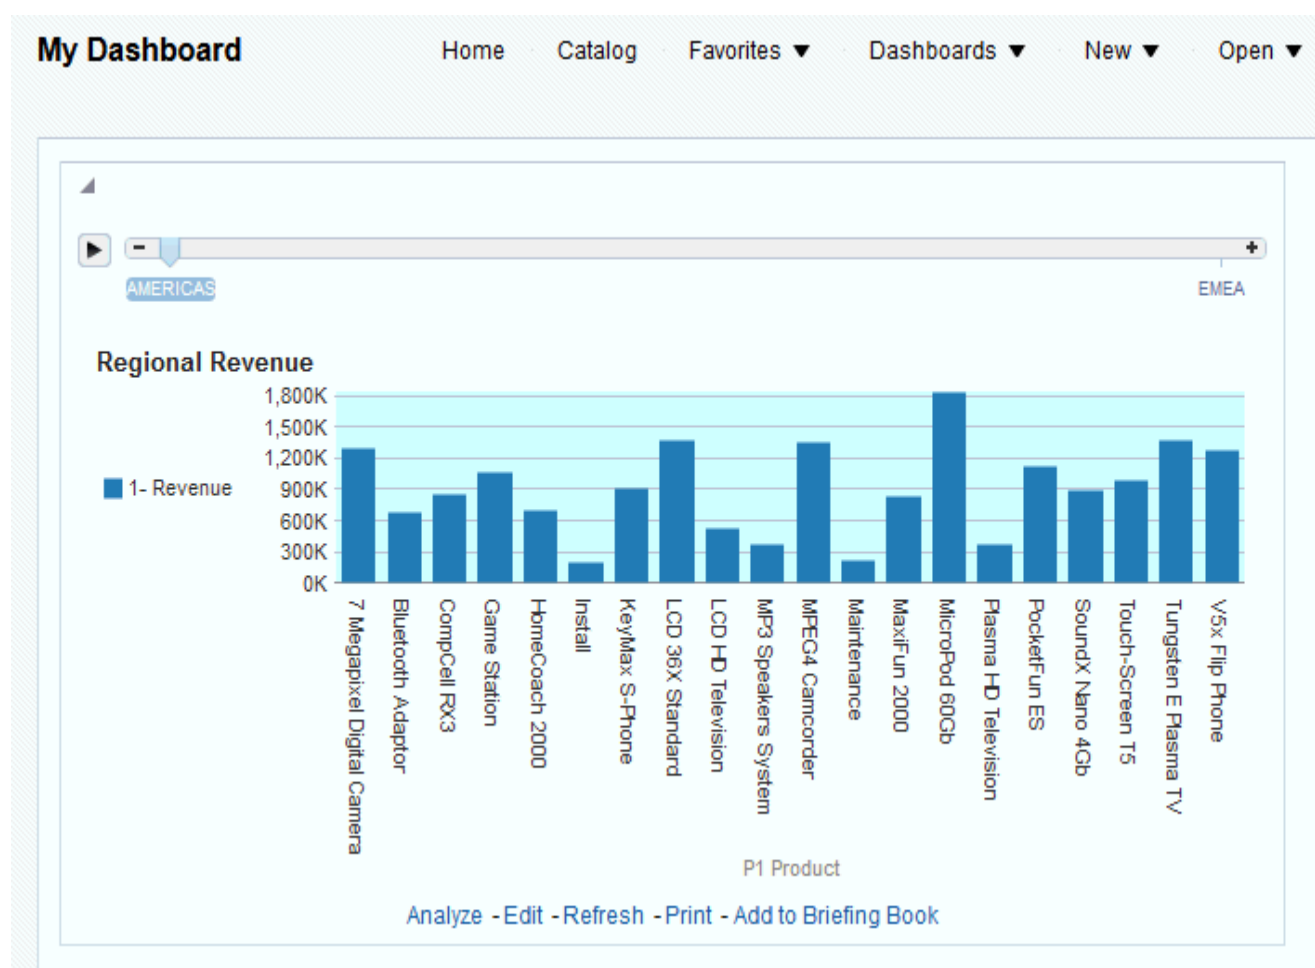 My Dashboard Home Catalog Favorites Dashboards New Open
AMERICAS EMEA
Regional Revenue
1,800K
1,500K
1,200K
900K
600K
300K
0K
1- Revenue
7 Megapixel Digital Camera
Bluetooth Adaptor
CompCell RX3
Game Station
HomeCoach 2000
Install
KeyMax S-Phone
LCD 36X Standard
LCD HD Television
MP3 Speakers System
MPEG4 Camcorder
Maintenance
MaxiFun 2000
MicroPod 60Gb
Plasma HD Television
PocketFun ES
SoundX Nano 4Gb
Touch-Screen T5
Tungsten E Plasma TV
V5x Flip Phone
P1 Product
Analyze - Edit - Refresh - Print - Add to Briefing Book